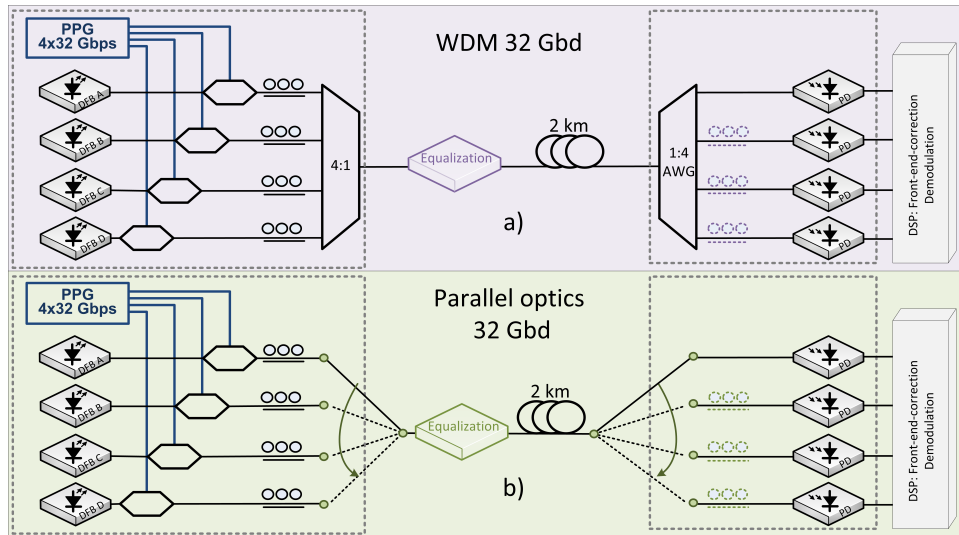 PPG
4x32 Gbps
WDM 32 Gbd
DFB A
DFB B
DFB C
DFB D
4:1
Equalization
2 km
1:4
AWG
PD
PD
PD
PD
DSP: Front-end-correction
Demodulation
a)
PPG
4x32 Gbps
Parallel optics
32 Gbd
DFB A
DFB B
DFB C
DFB D
Equalization
2 km
PD
PD
PD
PD
DSP: Front-end-correction
Demodulation
b)